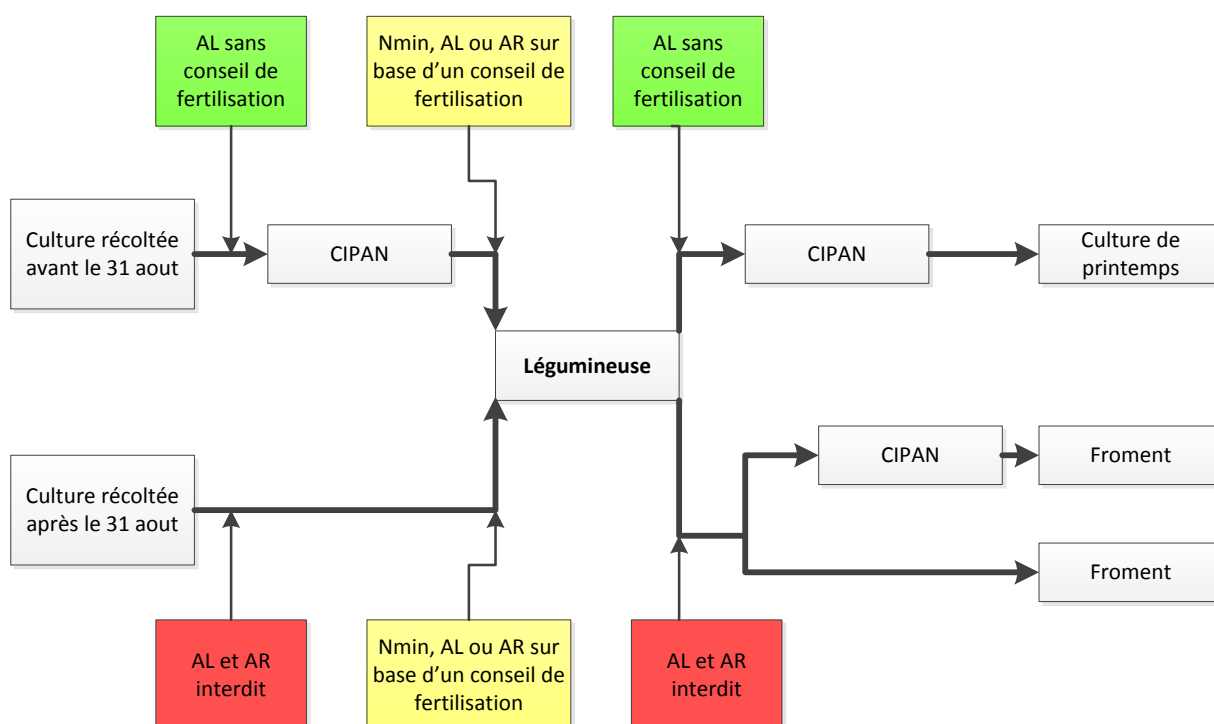 AL sans
conseil de
fertilisation
Nmin, AL ou AR sur
base d’un conseil de
fertilisation
AL sans
conseil de
fertilisation
Culture récoltée
avant le 31 aout
CIPAN
CIPAN
Culture de
printemps
Légumineuse
Culture récoltée
après le 31 aout
CIPAN
Froment
Froment
AL et AR
interdit
Nmin, AL ou AR sur
base d’un conseil de
fertilisation
AL et AR
interdit